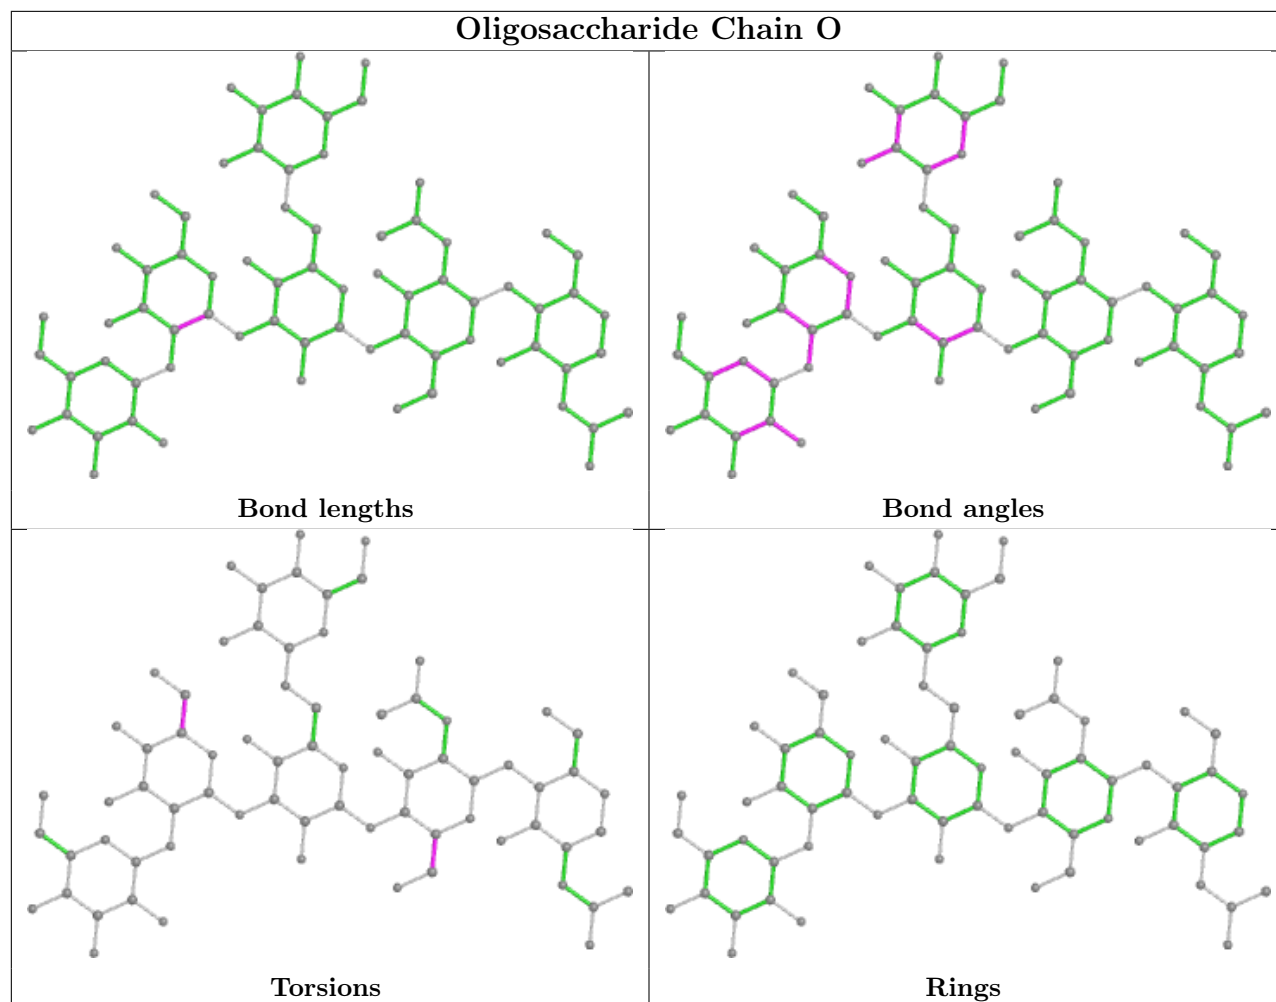 Oligosaccharide Chain O
Bond lengths
Bond angles
Torsions
Rings